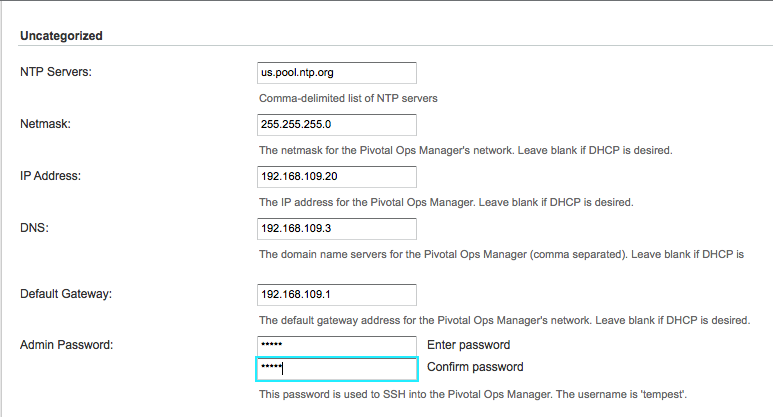 Uncategorized
NTP Servers: us.pool.ntp.org
Comma-delimited list of NTP servers
Netmask: 255.255.255.0
The netmask for the Pivotal Ops Manager's network. Leave blank if DHCP is desired.
IP Address: 192.168.109.20
The IP address for the Pivotal Ops Manager. Leave blank if DHCP is desired.
DNS: 192.168.109.3
The domain name servers for the Pivotal Ops Manager (comma separated). Leave blank if DHCP is
Default Gateway: 192.168.109.1
The default gateway address for the Pivotal Ops Manager's network. Leave blank if DHCP is desired.
Admin Password: ***** Enter password
***** Confirm password
This password is used to SSH into the Pivotal Ops Manager. The username is 'tempest'.